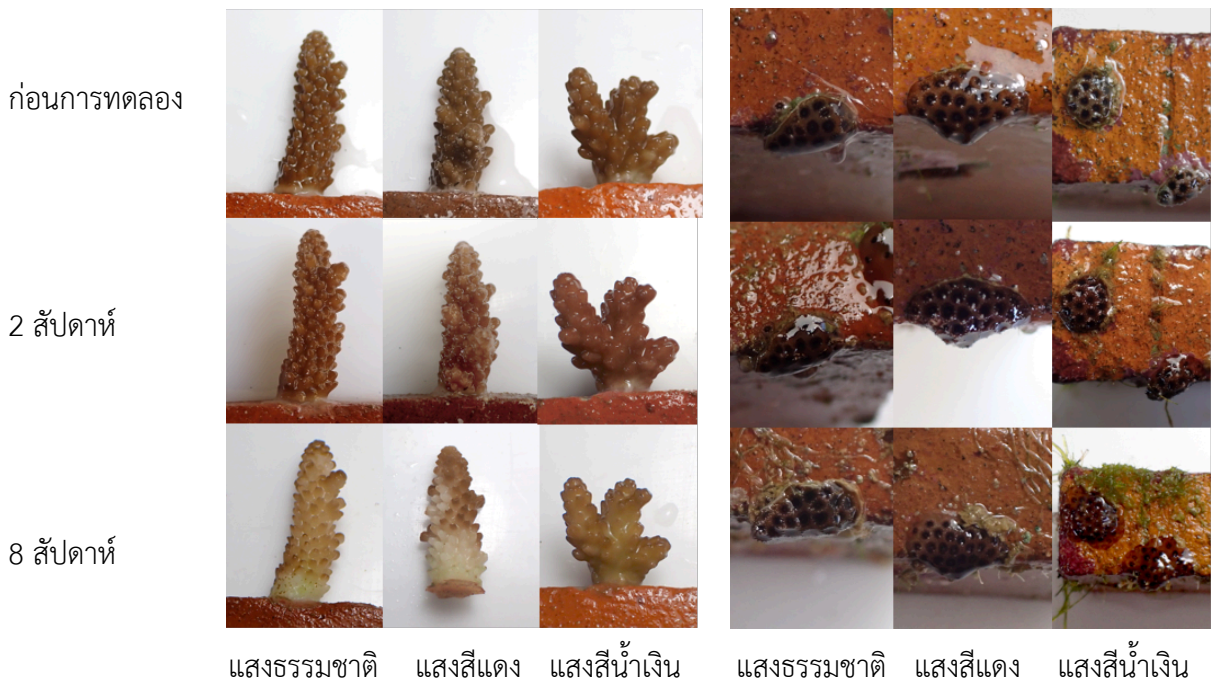 ก่อนการทดลอง
2 สัปดาห์
8 สัปดาห์
แสงธรรมชาติ แสงสีแดง แสงสีน้ำเงิน แสงธรรมชาติ แสงสีแดง แสงสีน้ำเงิน